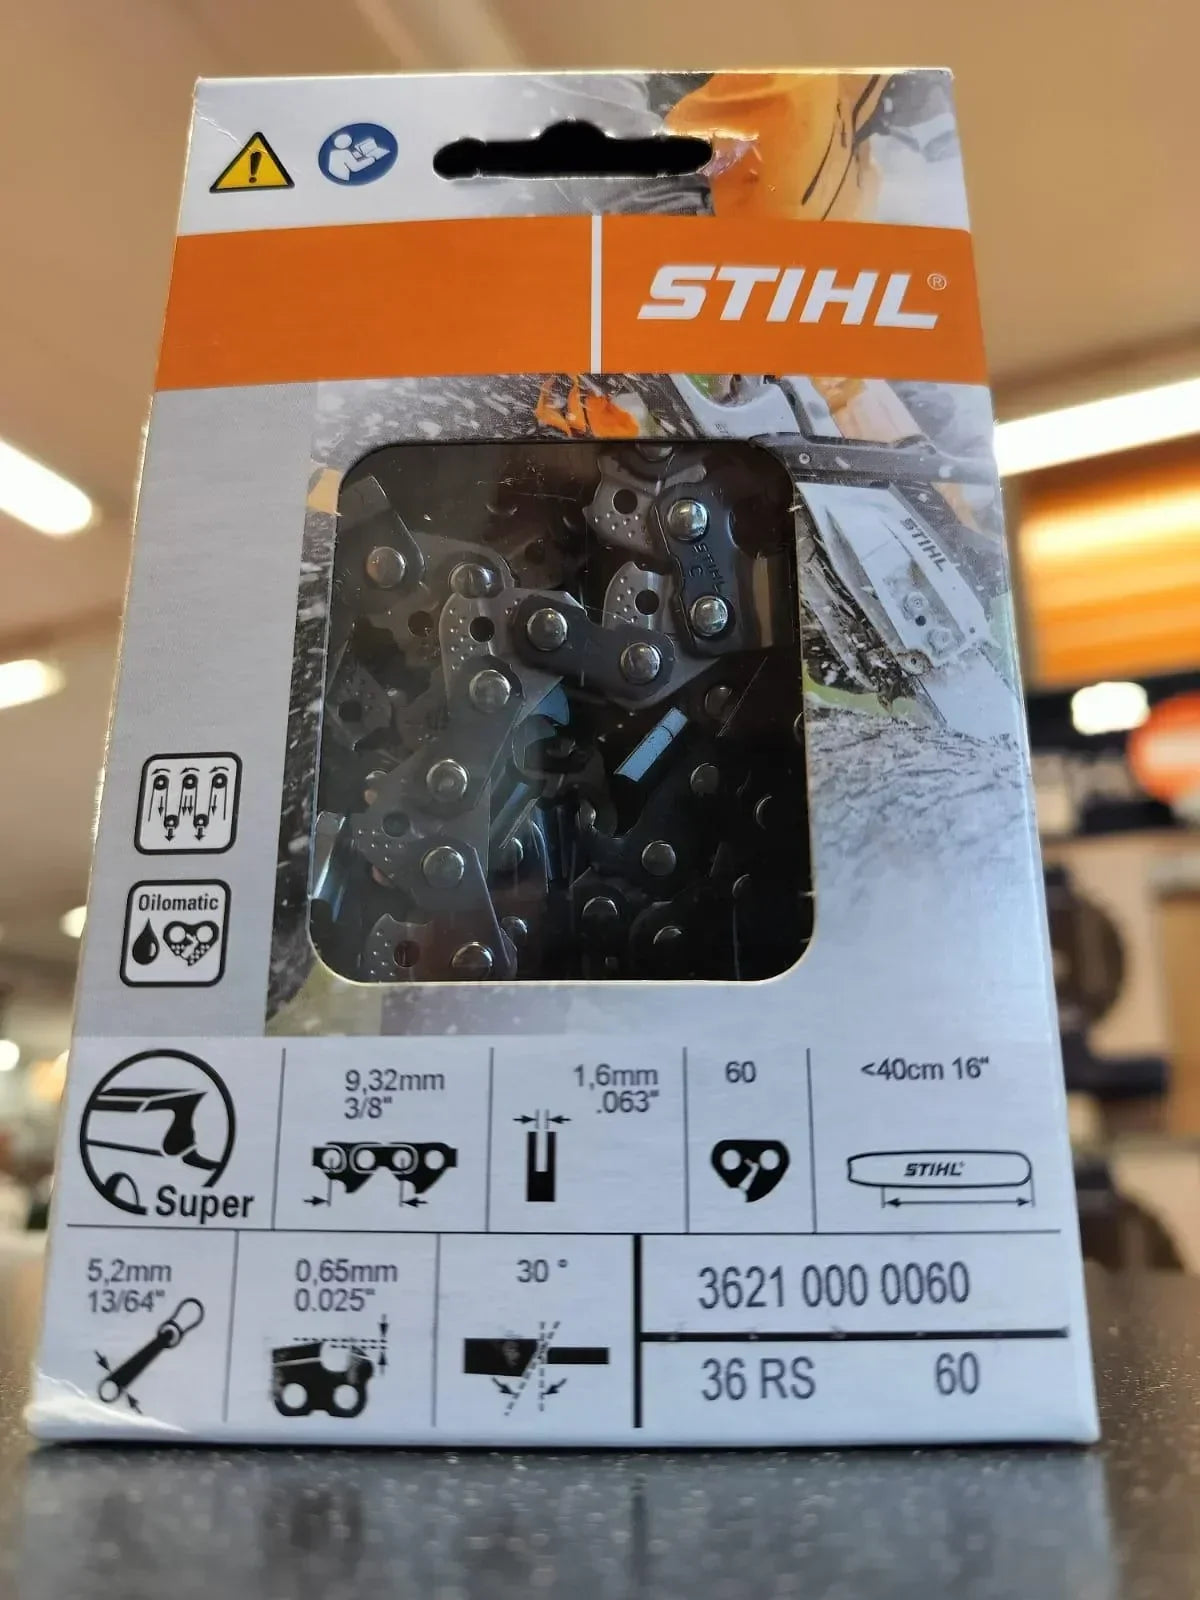 STIHL®
STIHL
STIHL
Oilomatic
Super
9,32mm
3/8"
1,6mm
.063"
60
<40cm 16"
STIHL
5,2mm
13/64"
0,65mm
0.025"
30°
3621 000 0060
36 RS 60